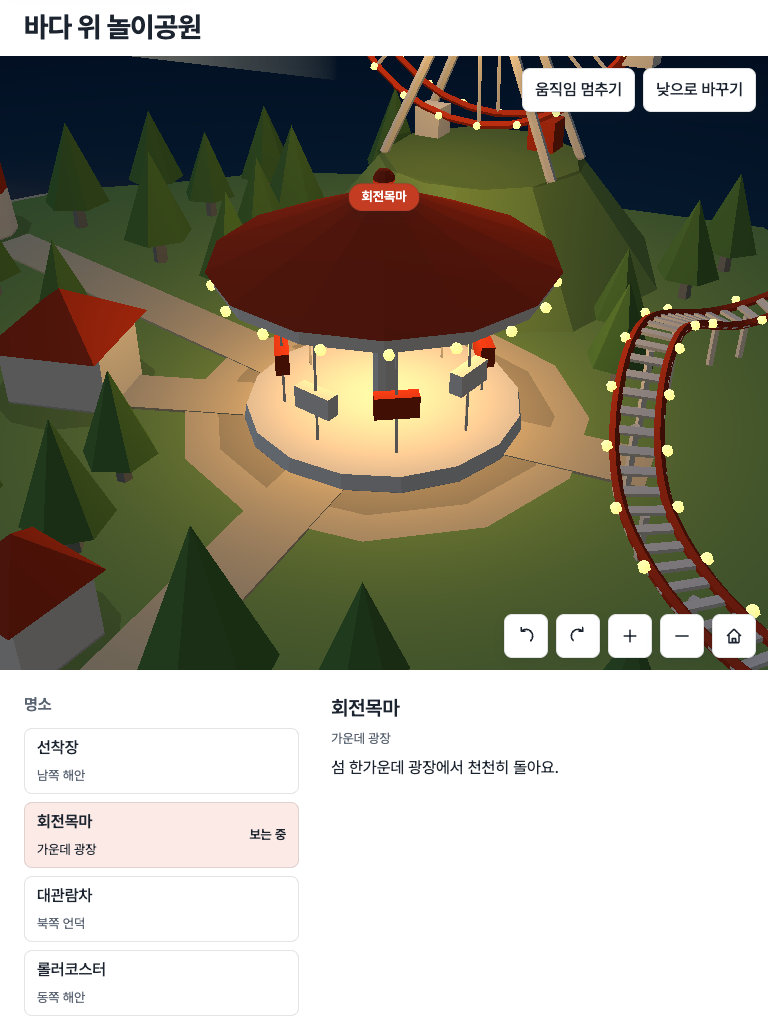 바다 위 놀이공원
움직임 멈추기
낮으로 바꾸기
회전목마
명소
선착장
남쪽 해안
회전목마
가운데 광장
보는 중
대관람차
북쪽 언덕
롤러코스터
동쪽 해안
회전목마
가운데 광장
섬 한가운데 광장에서 천천히 돌아요.